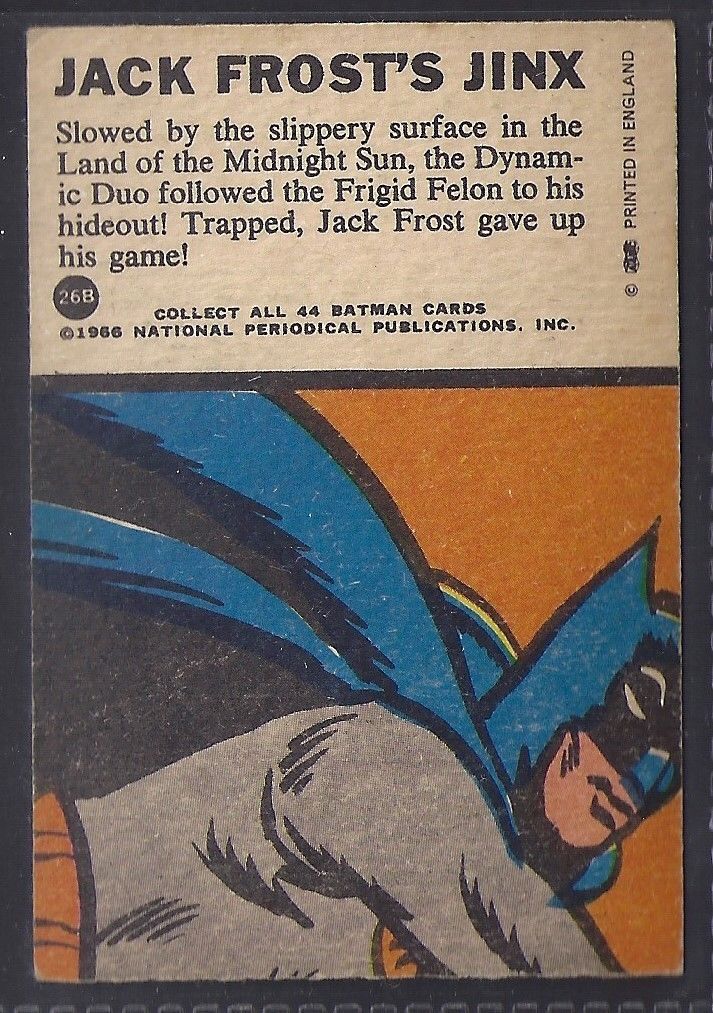 JACK FROST'S JINX
Slowed by the slippery surface in the
Land of the Midnight Sun, the Dynam-
ic Duo followed the Frigid Felon to his
hideout! Trapped, Jack Frost gave up
his game!
26B
COLLECT ALL 44 BATMAN CARDS
©1966 NATIONAL PERIODICAL PUBLICATIONS, INC.
© PRINTED IN ENGLAND